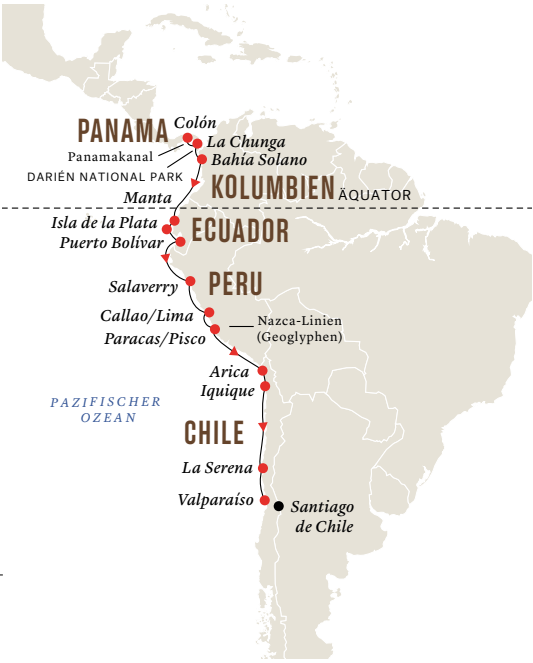 Colón
PANAMA
La Chunga
Panamakanal
Bahía Solano
DARIÉN NATIONAL PARK
KOLUMBIEN
ÄQUATOR
Manta
Isla de la Plata
ECUADOR
Puerto Bolívar
PERU
Salaverry
Callao/Lima
Nazca-Linien
(Geoglyphen)
Paracas/Pisco
Arica
Iquique
PAZIFISCHER
OZEAN
CHILE
La Serena
Valparaíso
Santiago
de Chile